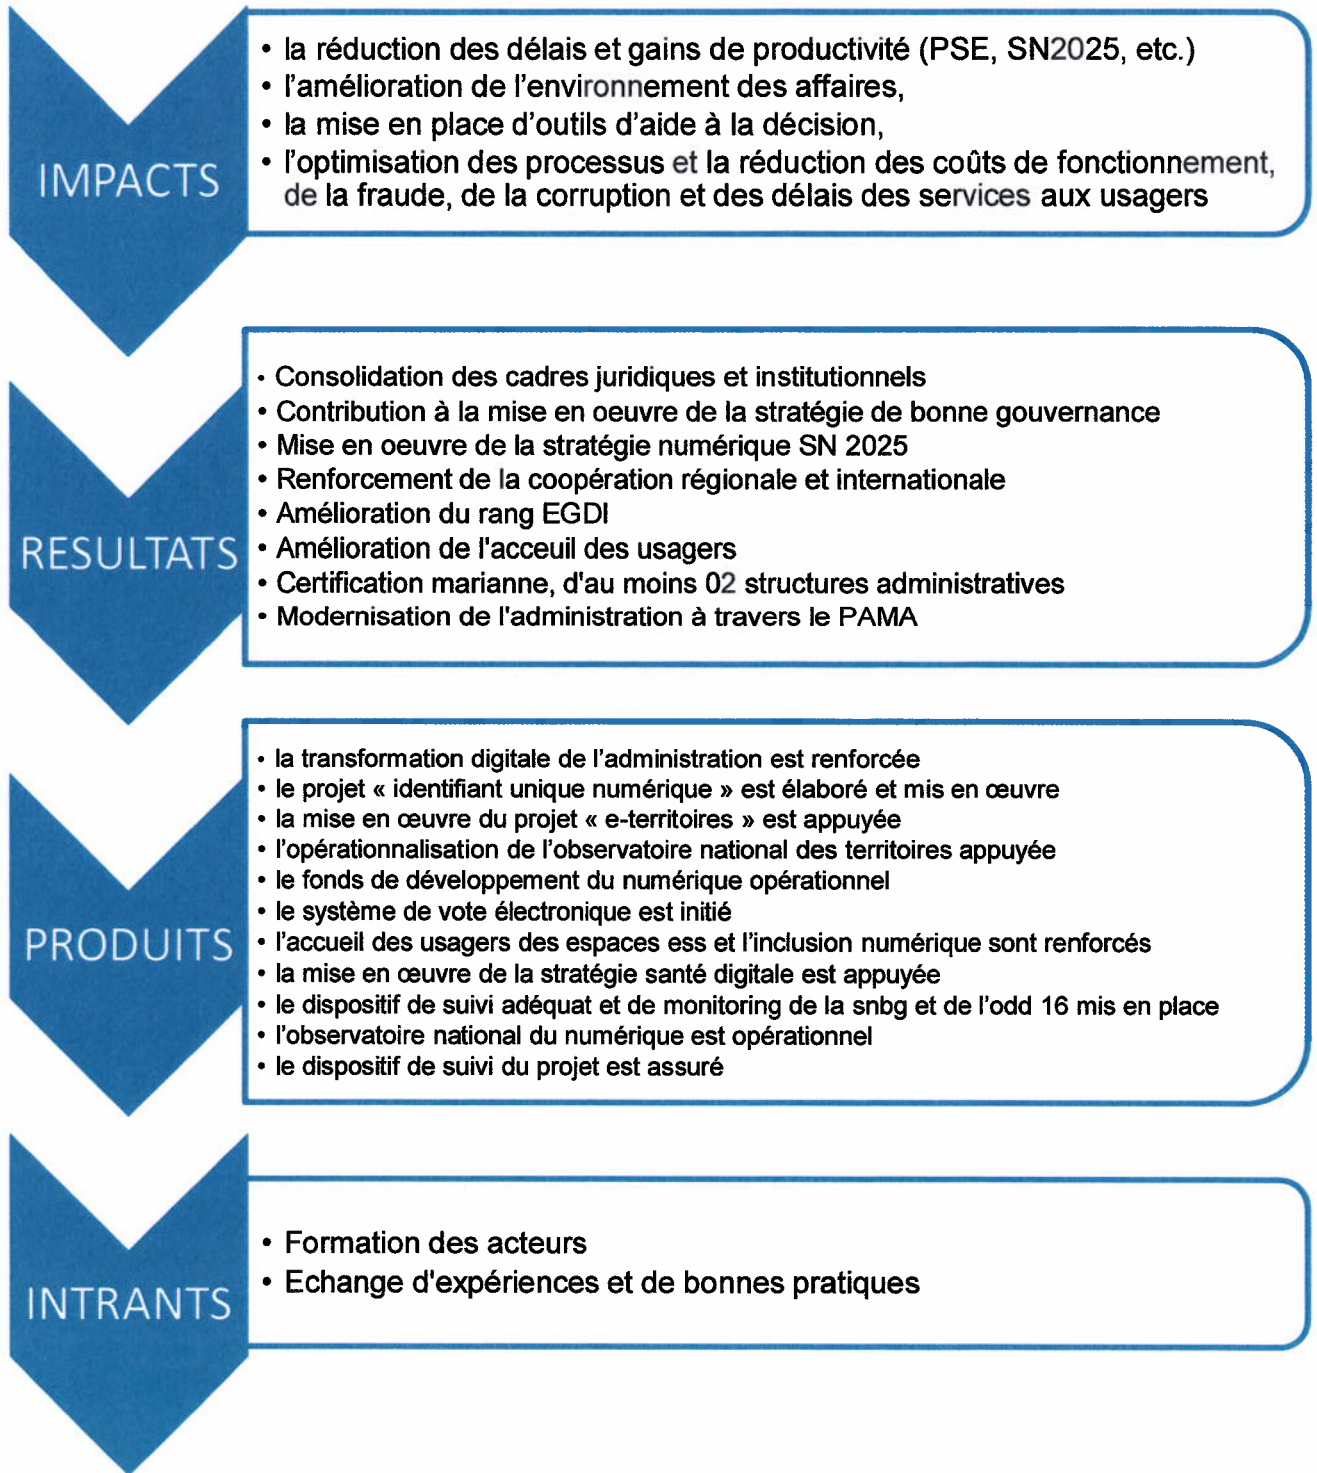 IMPACTS
• la réduction des délais et gains de productivité (PSE, SN2025, etc.)
• l'amélioration de l'environnement des affaires,
• la mise en place d'outils d'aide à la décision,
• l'optimisation des processus et la réduction des coûts de fonctionnement,
de la fraude, de la corruption et des délais des services aux usagers
RESULTATS
• Consolidation des cadres juridiques et institutionnels
• Contribution à la mise en oeuvre de la stratégie de bonne gouvernance
• Mise en oeuvre de la stratégie numérique SN 2025
• Renforcement de la coopération régionale et internationale
• Amélioration du rang EGDI
• Amélioration de l'acceuil des usagers
• Certification marianne, d'au moins 02 structures administratives
• Modernisation de l'administration à travers le PAMA
PRODUITS
• la transformation digitale de l'administration est renforcée
• le projet « identifiant unique numérique » est élaboré et mis en œuvre
• la mise en œuvre du projet « e-territoires » est appuyée
• l'opérationnalisation de l'observatoire national des territoires appuyée
• le fonds de développement du numérique opérationnel
• le système de vote électronique est initié
• l'accueil des usagers des espaces ess et l'inclusion numérique sont renforcés
• la mise en œuvre de la stratégie santé digitale est appuyée
• le dispositif de suivi adéquat et de monitoring de la snbg et de l'odd 16 mis en place
• l'observatoire national du numérique est opérationnel
• le dispositif de suivi du projet est assuré
INTRANTS
• Formation des acteurs
• Echange d'expériences et de bonnes pratiques